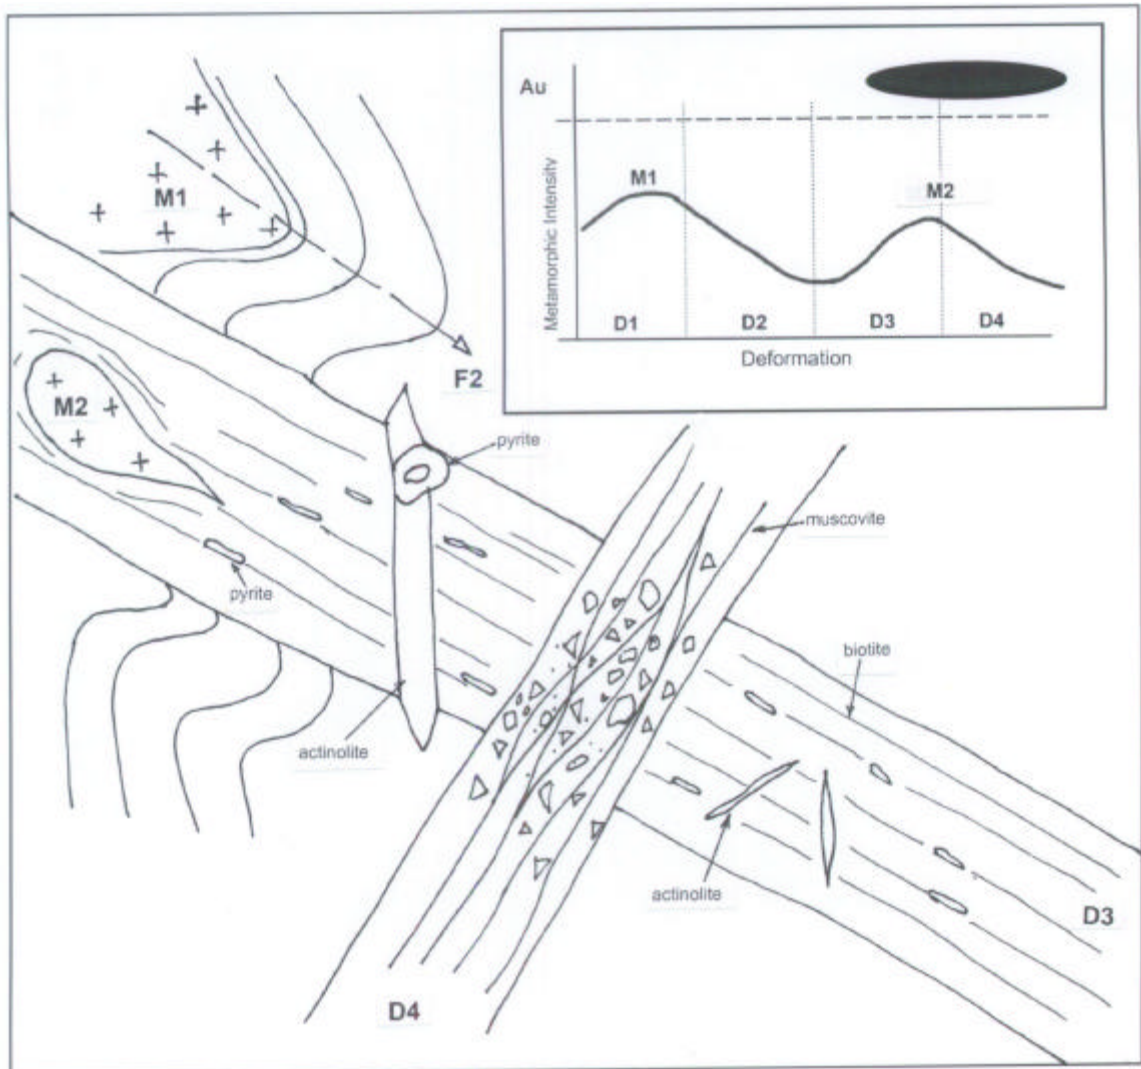 Au
M1
M2
D1
D2
D3
D4
Metamorphic Intensity
Deformation
M1
F2
M2
pyrite
muscovite
pyrite
biotite
actinolite
actinolite
D3
D4